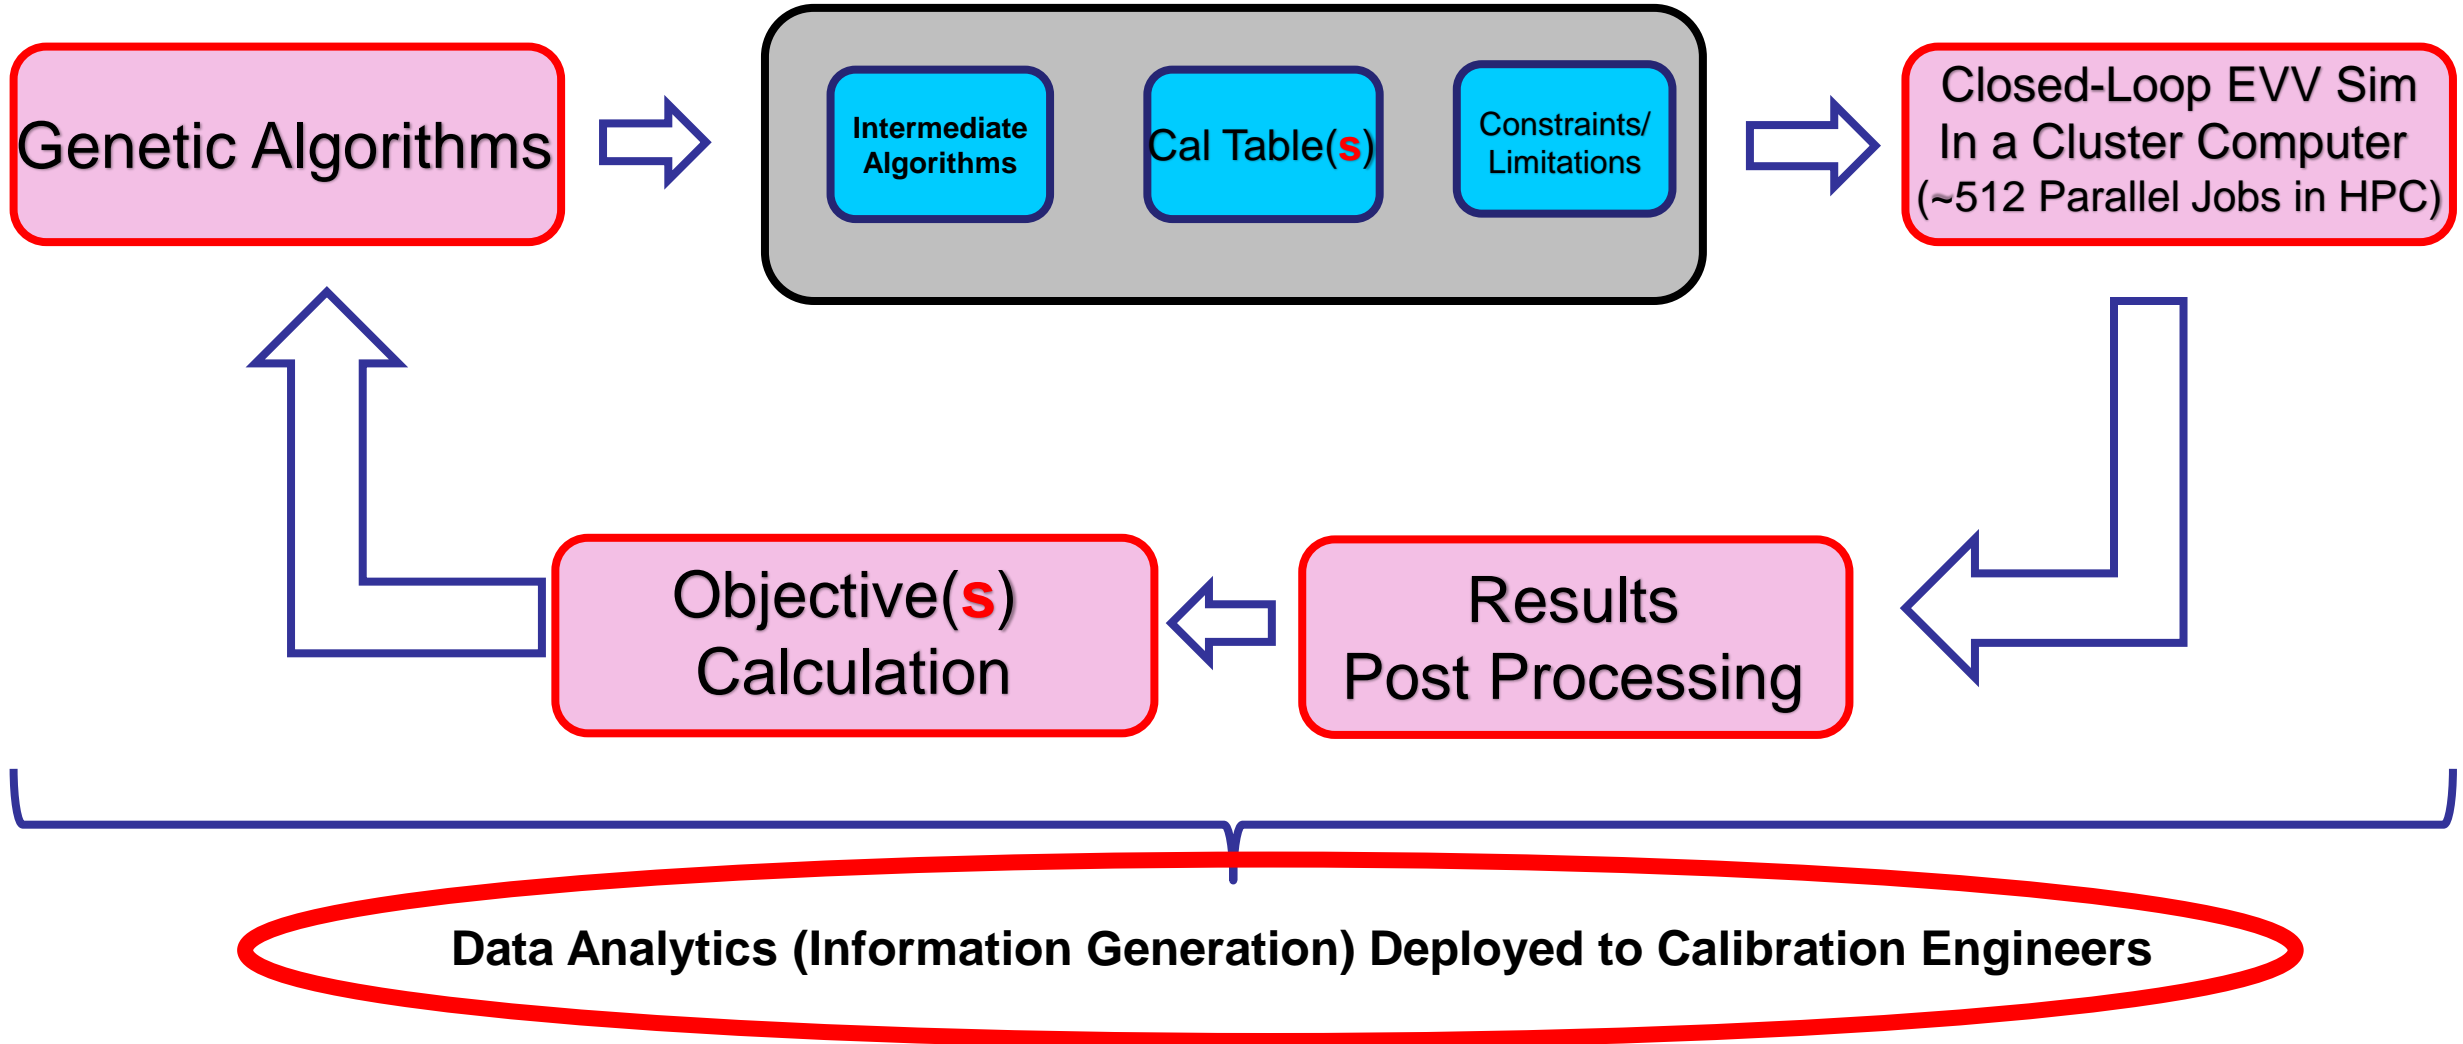 Genetic Algorithms
Intermediate
Algorithms
Cal Table(s)
Constraints/
Limitations
Closed-Loop EVV Sim
In a Cluster Computer
(~512 Parallel Jobs in HPC)
Objective(s)
Calculation
Results
Post Processing
Data Analytics (Information Generation) Deployed to Calibration Engineers